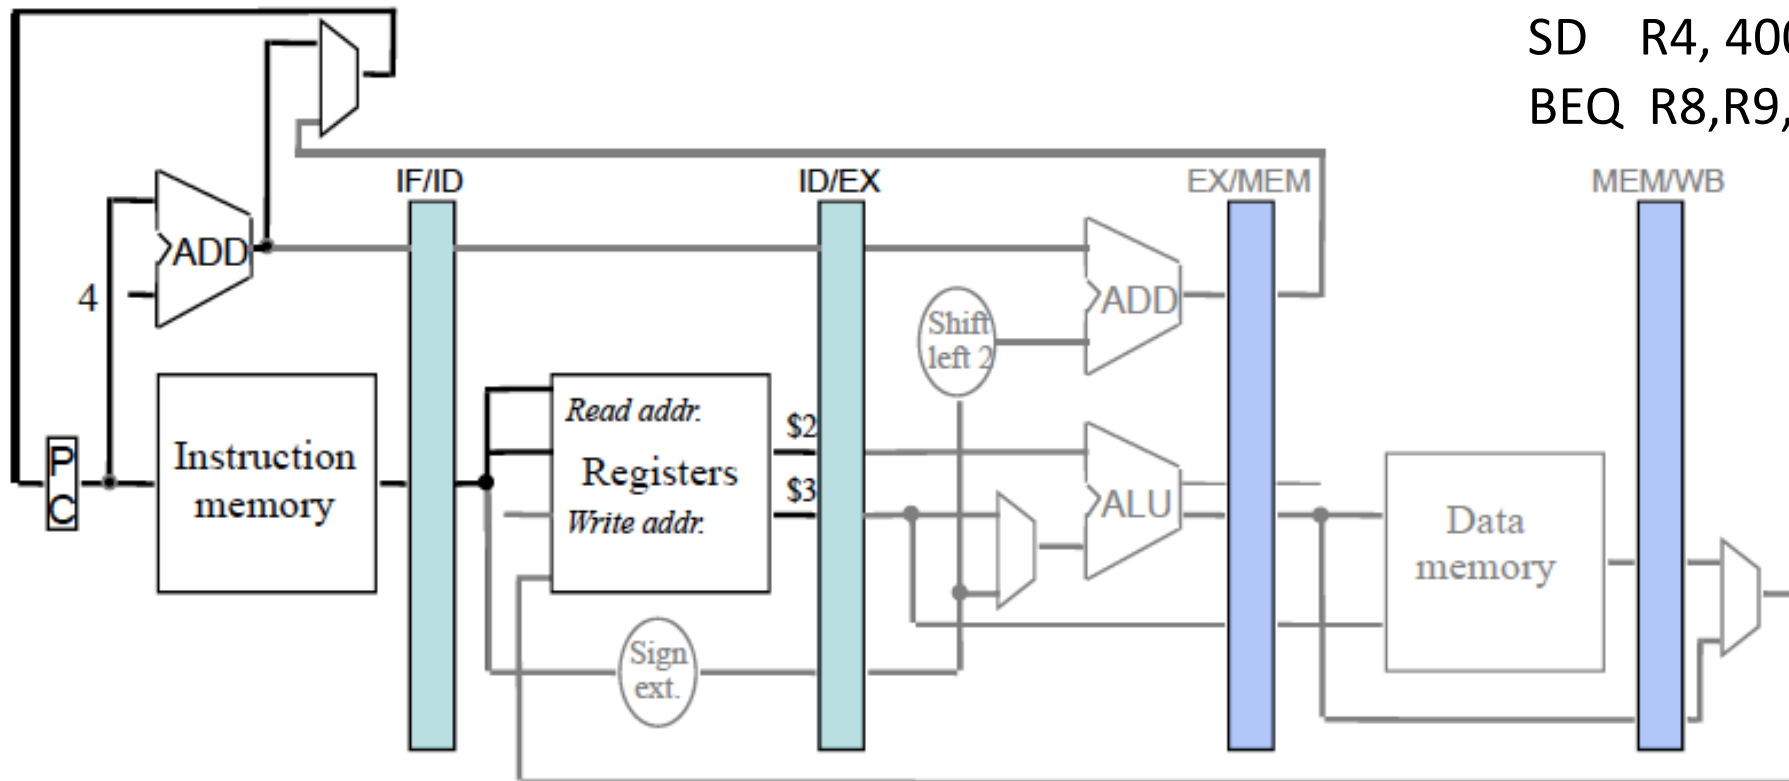 SD R4, 400
BEQ R8,R9,
IF/ID
ID/EX
EX/MEM
MEM/WB
ADD
4
ADD
Shift
left 2
P
C
Instruction
memory
Read addr.
Registers
Write addr.
$2
$3
ALU
Data
memory
Sign
ext.